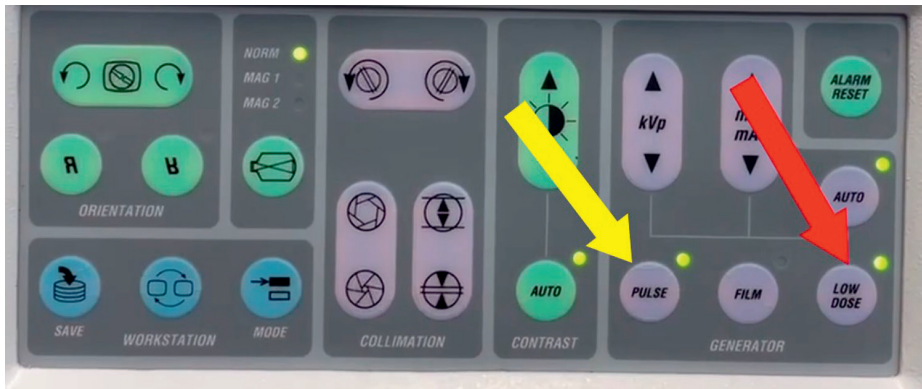 NORM
MAG 1
MAG 2
ORIENTATION
SAVE
WORKSTATION
MODE
COLLIMATION
AUTO
CONTRAST
kVp
mA
ALARM
RESET
AUTO
PULSE
FILM
LOW
DOSE
GENERATOR